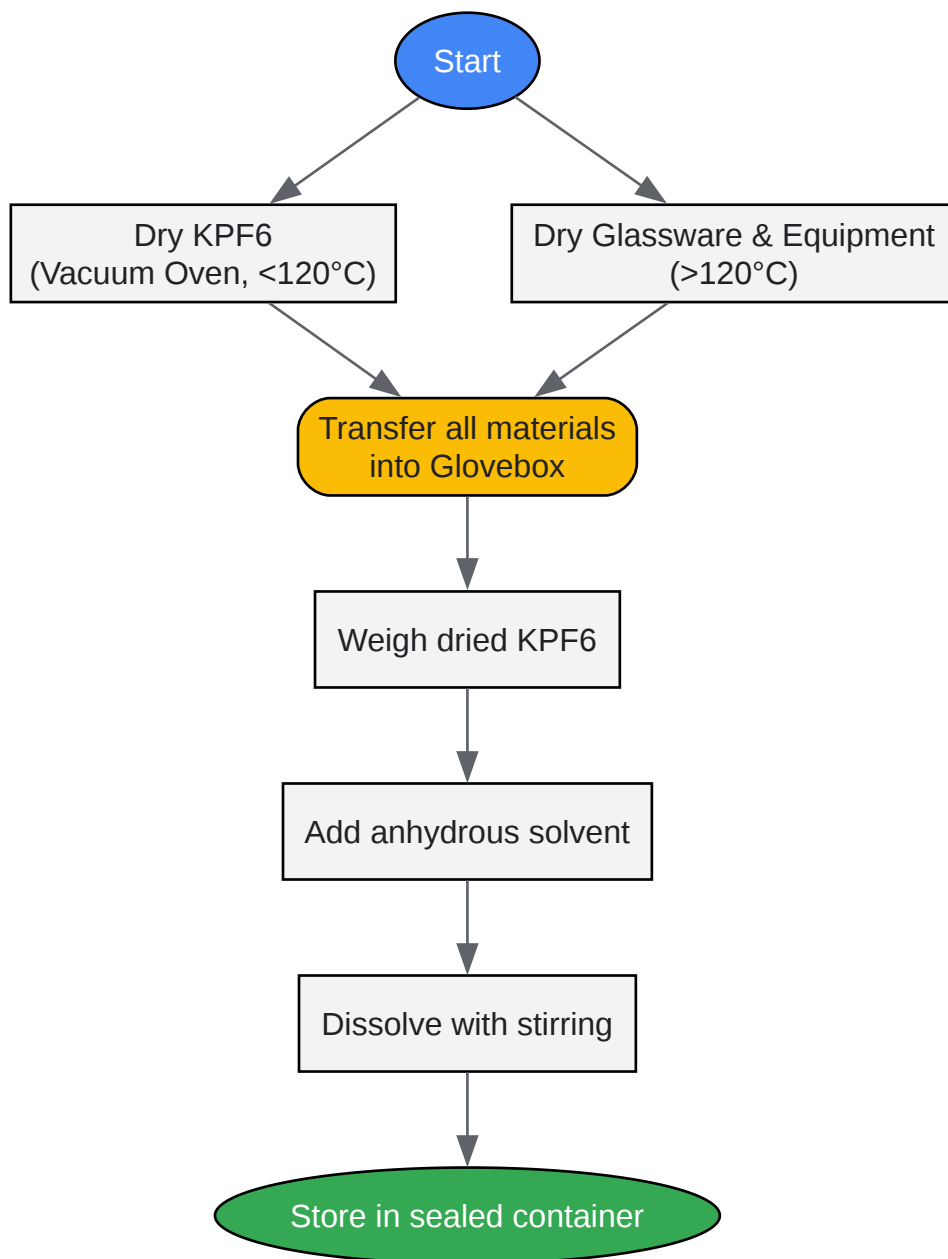 Start
Dry KPF6
(Vacuum Oven, <120°C)
Dry Glassware & Equipment
(>120°C)
Transfer all materials
into Glovebox
Weigh dried KPF6
Add anhydrous solvent
Dissolve with stirring
Store in sealed container